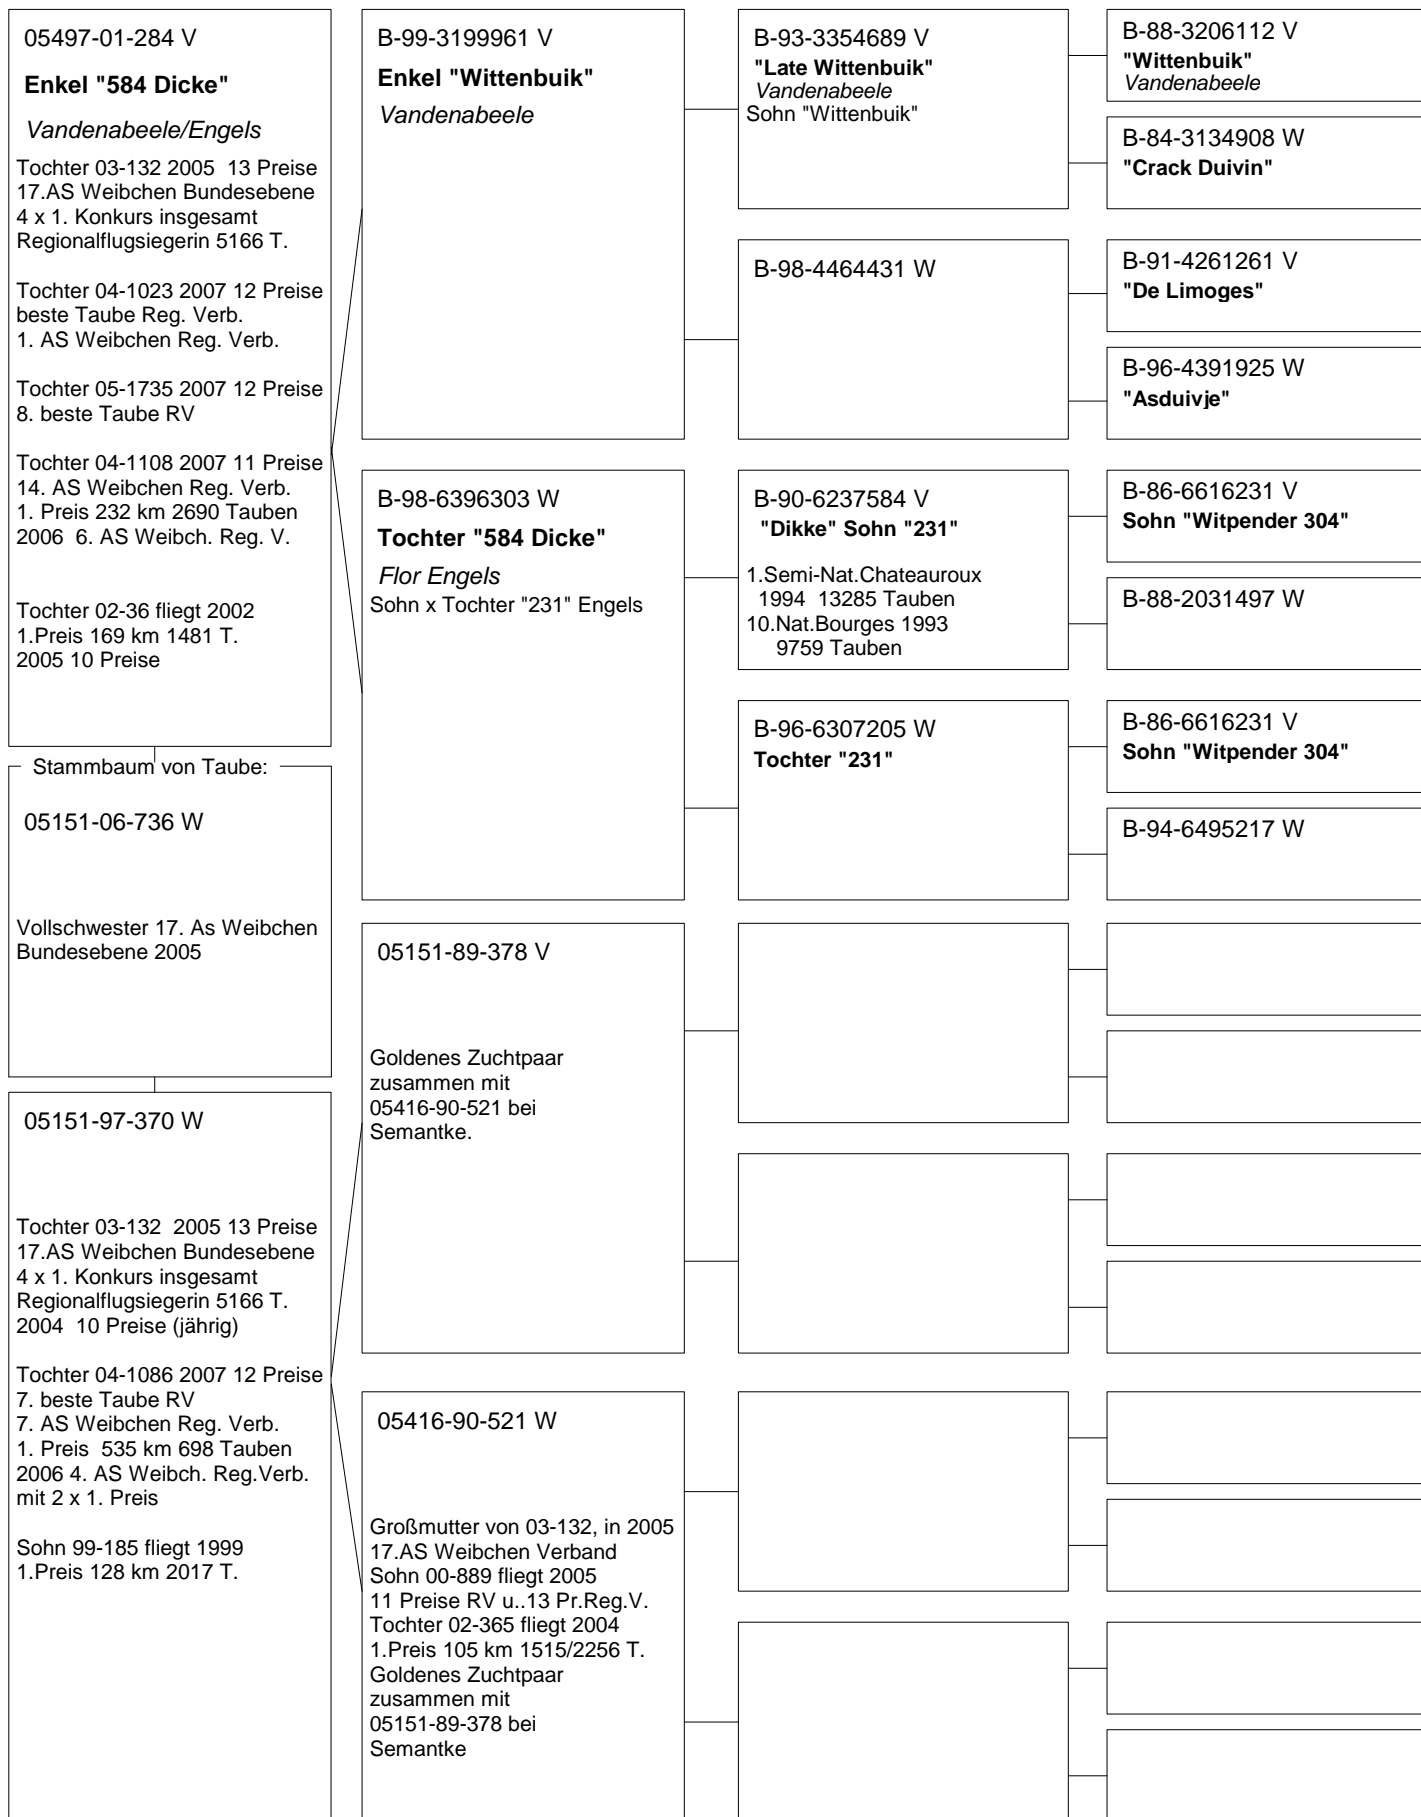 05497-01-284 V
Enkel "584 Dicke"
Vandenabeele/Engels
Tochter 03-132 2005  13 Preise
17.AS Weibchen Bundesebene
4 x 1. Konkurs insgesamt
Regionalflugsiegerin 5166 T.
Tochter 04-1023 2007 12 Preise
beste Taube Reg. Verb.
1. AS Weibchen Reg. Verb.
Tochter 05-1735 2007 12 Preise
8. beste Taube RV
Tochter 04-1108 2007 11 Preise
14. AS Weibchen Reg. Verb.
1. Preis 232 km 2690 Tauben
2006  6. AS Weibch. Reg. V.
Tochter 02-36 fliegt 2002
1.Preis 169 km 1481 T.
2005 10 Preise
Stammbaum von Taube:
05151-06-736 W
Vollschwester 17. As Weibchen
Bundesebene 2005
05151-97-370 W
Tochter 03-132  2005 13 Preise
17.AS Weibchen Bundesebene
4 x 1. Konkurs insgesamt
Regionalflugsiegerin 5166 T.
2004  10 Preise (jährig)
Tochter 04-1086 2007 12 Preise
7. beste Taube RV
7. AS Weibchen Reg. Verb.
1. Preis  535 km 698 Tauben
2006 4. AS Weibch. Reg.Verb.
mit 2 x 1. Preis
Sohn 99-185 fliegt 1999
1.Preis 128 km 2017 T.
B-99-3199961 V
Enkel "Wittenbuik"
Vandenabeele
B-98-6396303 W
Tochter "584 Dicke"
Flor Engels
Sohn x Tochter "231" Engels
05151-89-378 V
Goldenes Zuchtpaar
zusammen mit
05416-90-521 bei
Semantke.
05416-90-521 W
Großmutter von 03-132, in 2005
17.AS Weibchen Verband
Sohn 00-889 fliegt 2005
11 Preise RV u..13 Pr.Reg.V.
Tochter 02-365 fliegt 2004
1.Preis 105 km 1515/2256 T.
Goldenes Zuchtpaar
zusammen mit
05151-89-378 bei
Semantke
B-93-3354689 V
"Late Wittenbuik"
Vandenabeele
Sohn "Wittenbuik"
B-98-4464431 W
B-90-6237584 V
"Dikke" Sohn "231"
1.Semi-Nat.Chateauroux
1994  13285 Tauben
10.Nat.Bourges 1993
9759 Tauben
B-96-6307205 W
Tochter "231"
B-88-3206112 V
"Wittenbuik"
Vandenabeele
B-84-3134908 W
"Crack Duivin"
B-91-4261261 V
"De Limoges"
B-96-4391925 W
"Asduivje"
B-86-6616231 V
Sohn "Witpender 304"
B-88-2031497 W
B-86-6616231 V
Sohn "Witpender 304"
B-94-6495217 W